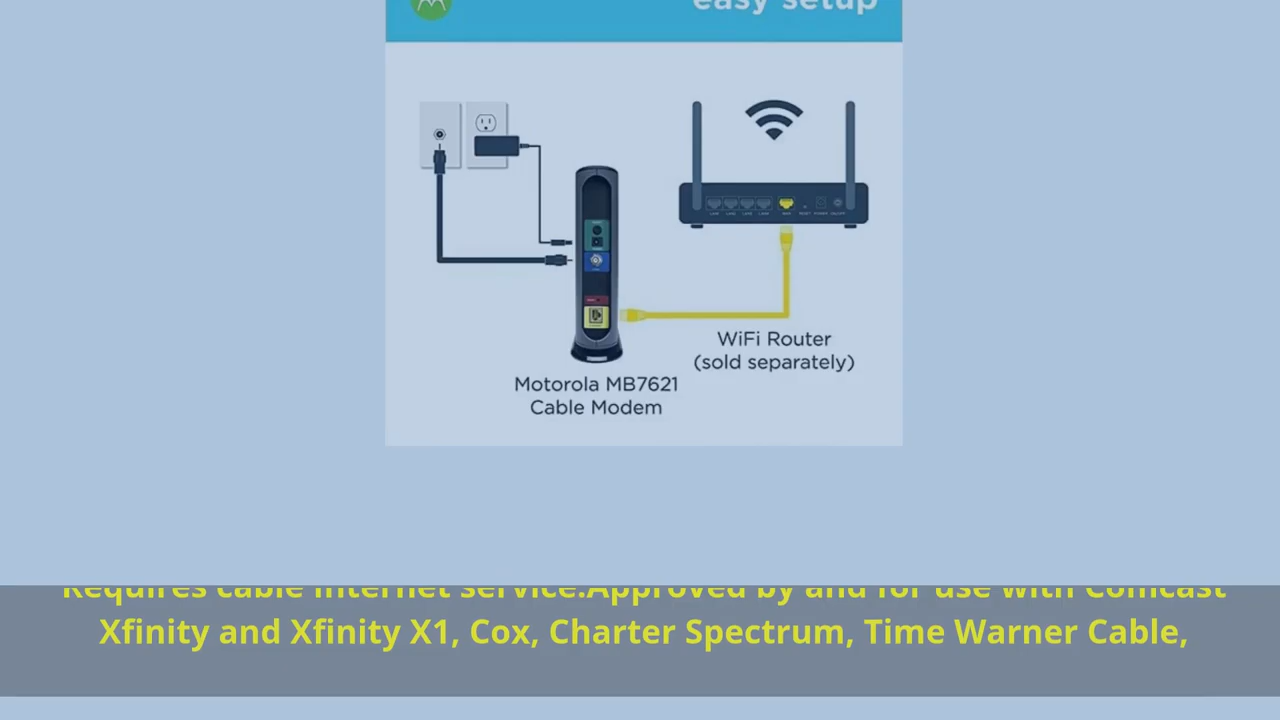 easy setup
WiFi Router
(sold separately)
Motorola MB7621
Cable Modem
Requires cable internet service.Approved by and for use with Comcast
Xfinity and Xfinity X1, Cox, Charter Spectrum, Time Warner Cable,